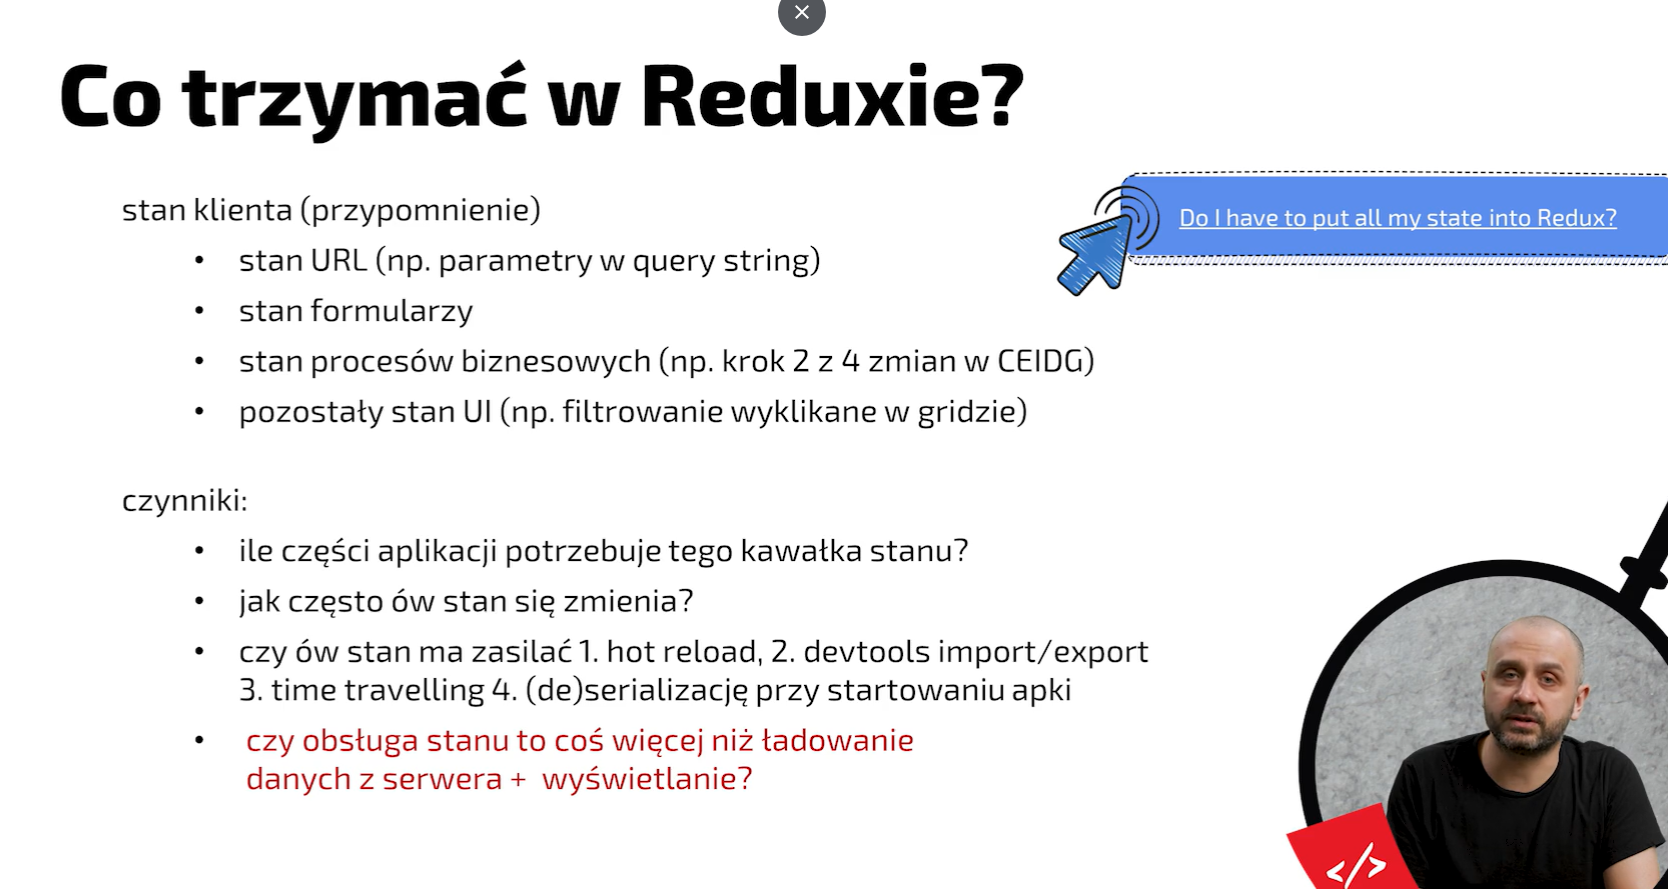 Co trzymać w Reduxie?
stan klienta (przypomnienie)
Do I have to put all my state into Redux?
• stan URL (np. parametry w query string)
• stan formularzy
• stan procesów biznesowych (np. krok 2 z 4 zmian w CEIDG)
• pozostały stan UI (np. filtrowanie wyklikane w gridzie)
czynniki:
• ile części aplikacji potrzebuje tego kawałka stanu?
• jak często ów stan się zmienia?
• czy ów stan ma zasilać 1. hot reload, 2. devtools import/export
3. time travelling 4. (de)serializację przy startowaniu apki
• czy obsługa stanu to coś więcej niż ładowanie
danych z serwera + wyświetlanie?
</>